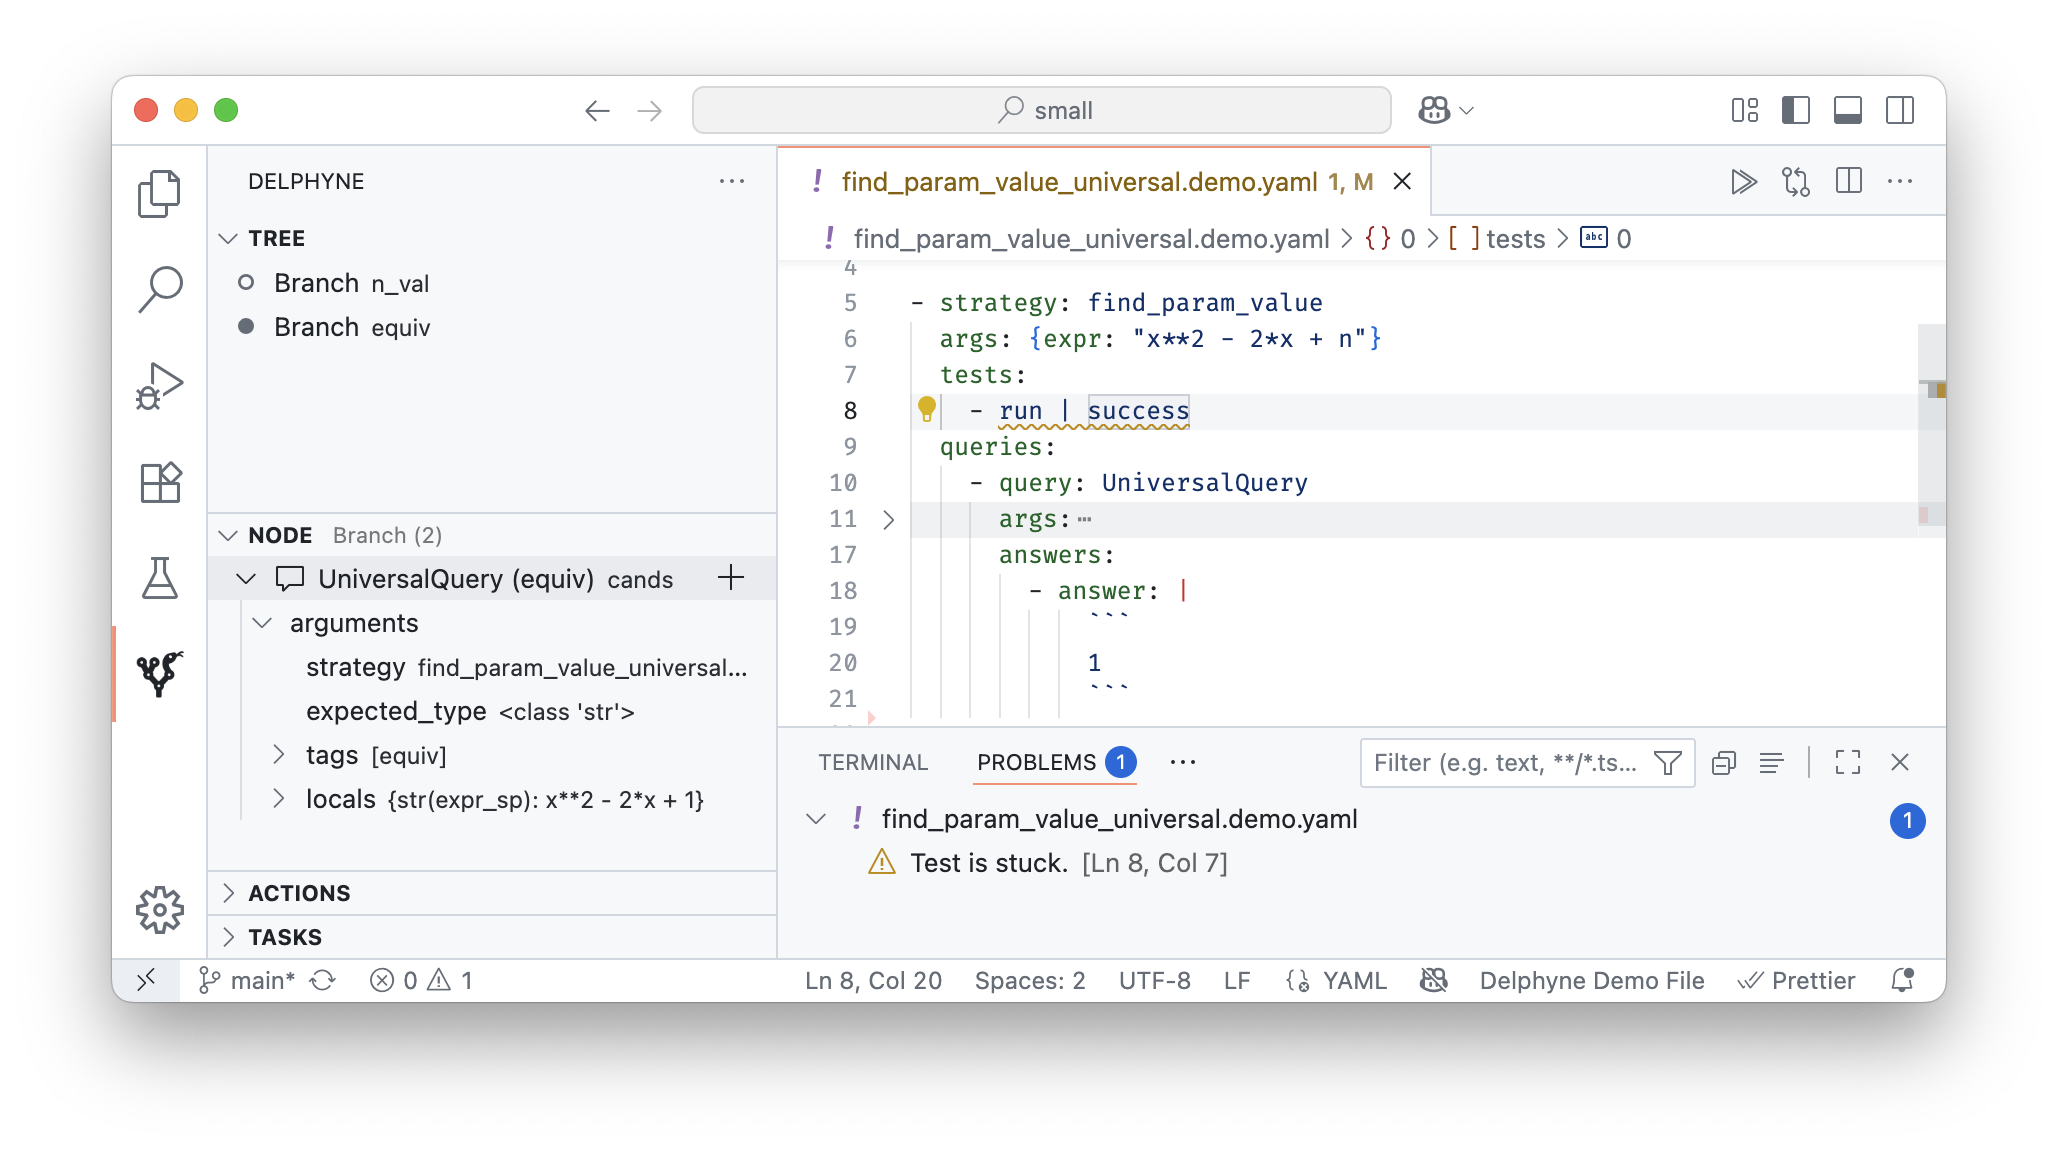 small
DELPHYNE
TREE
Branch n_val
Branch equiv
NODE Branch (2)
UniversalQuery (equiv) cands
arguments
strategy find_param_value_universal...
expected_type <class 'str'>
tags [equiv]
locals {str(expr_sp): x**2 - 2*x + 1}
ACTIONS
TASKS
! find_param_value_universal.demo.yaml 1, M
! find_param_value_universal.demo.yaml > {} 0 > [ ] tests > abc 0
4
5 - strategy: find_param_value
6 args: {expr: "x**2 - 2*x + n"}
7 tests:
8 - run | success
9 queries:
10 - query: UniversalQuery
11 args:⋯
17 answers:
18 - answer: |
19 ```
20 1
21 ```
TERMINAL PROBLEMS 1 ⋯ Filter (e.g. text, **/*.ts...
! find_param_value_universal.demo.yaml 1
Test is stuck. [Ln 8, Col 7]
main* 0 1 Ln 8, Col 20 Spaces: 2 UTF-8 LF YAML Delphyne Demo File Prettier